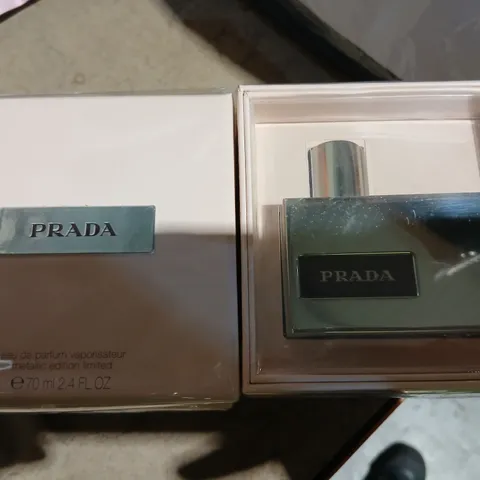 PRADA
eau de parfum vaporisateur
metallic edition limited
℮ 70 ml 2.4 FL OZ
PRADA